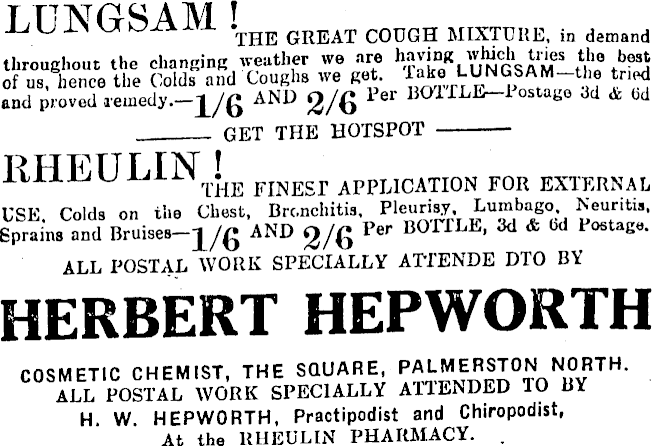 LUNGSAM!
THE GREAT COUGH MIXTURE, in demand
throughout the changing weather we are having which tries the best
of us, hence the Colds and Coughs we get. Take LUNGSAM—the tried
and proved remedy.—1/6 AND 2/6 Per BOTTLE—Postage 3d & 6d
GET THE HOTSPOT
RHEULIN!
THE FINEST APPLICATION FOR EXTERNAL
USE, Colds on the Chest, Bronchitis, Pleurisy, Lumbago, Neuritis,
Sprains and Bruises—1/6 AND 2/6 Per BOTTLE, 3d & 6d Postage.
ALL POSTAL WORK SPECIALLY ATTENDE DTO BY
HERBERT HEPWORTH
COSMETIC CHEMIST, THE SQUARE, PALMERSTON NORTH.
ALL POSTAL WORK SPECIALLY ATTENDED TO BY
H. W. HEPWORTH, Practipodist and Chiropodist,
At the RHEULIN PHARMACY.